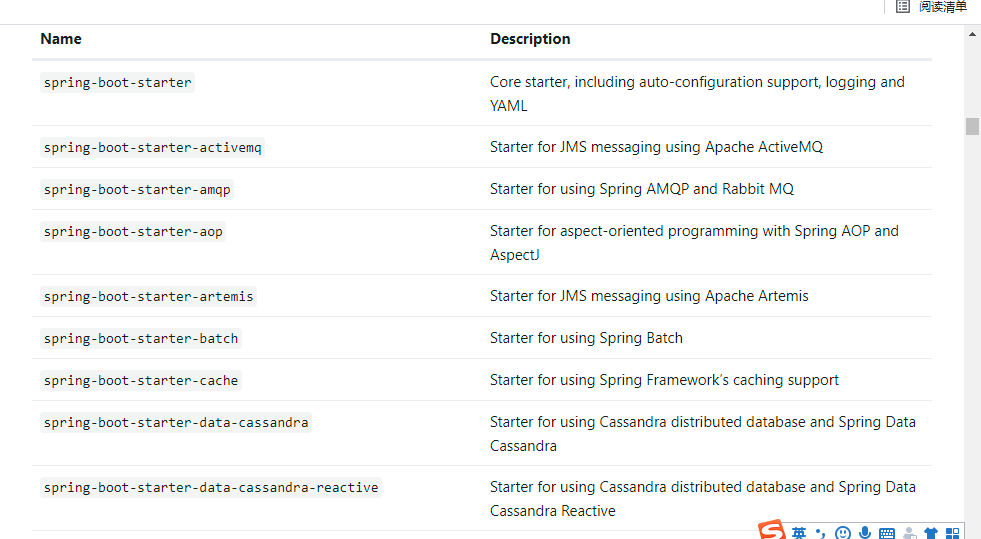 阅读清单
Name Description
spring-boot-starter Core starter, including auto-configuration support, logging and
YAML
spring-boot-starter-activemq Starter for JMS messaging using Apache ActiveMQ
spring-boot-starter-amqp Starter for using Spring AMQP and Rabbit MQ
spring-boot-starter-aop Starter for aspect-oriented programming with Spring AOP and
AspectJ
spring-boot-starter-artemis Starter for JMS messaging using Apache Artemis
spring-boot-starter-batch Starter for using Spring Batch
spring-boot-starter-cache Starter for using Spring Framework’s caching support
spring-boot-starter-data-cassandra Starter for using Cassandra distributed database and Spring Data
Cassandra
spring-boot-starter-data-cassandra-reactive Starter for using Cassandra distributed database and Spring Data
Cassandra Reactive
英